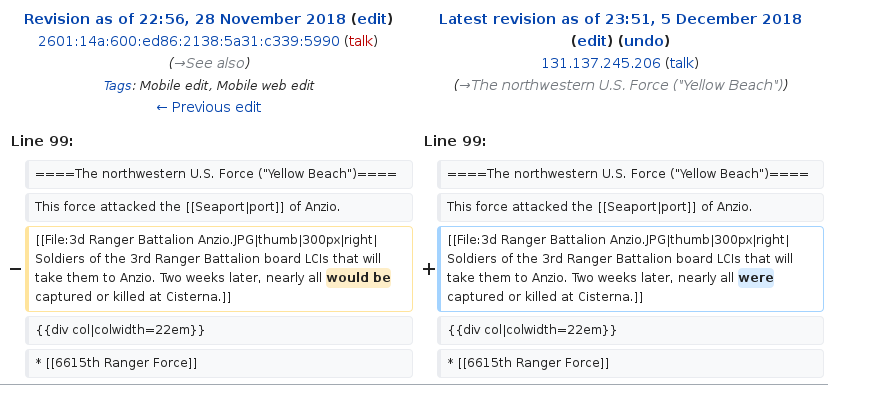 Revision as of 22:56, 28 November 2018 (edit)
2601:14a:600:ed86:2138:5a31:c339:5990 (talk)
(→See also)
Tags: Mobile edit, Mobile web edit
← Previous edit
Latest revision as of 23:51, 5 December 2018
(edit) (undo)
131.137.245.206 (talk)
(→The northwestern U.S. Force ("Yellow Beach"))
Line 99:
Line 99:
====The northwestern U.S. Force ("Yellow Beach")====
====The northwestern U.S. Force ("Yellow Beach")====
This force attacked the [[Seaport|port]] of Anzio.
This force attacked the [[Seaport|port]] of Anzio.
−
[[File:3d Ranger Battalion Anzio.JPG|thumb|300px|right|
Soldiers of the 3rd Ranger Battalion board LCIs that will
take them to Anzio. Two weeks later, nearly all would be
captured or killed at Cisterna.]]
+
[[File:3d Ranger Battalion Anzio.JPG|thumb|300px|right|
Soldiers of the 3rd Ranger Battalion board LCIs that will
take them to Anzio. Two weeks later, nearly all were
captured or killed at Cisterna.]]
{{div col|colwidth=22em}}
{{div col|colwidth=22em}}
* [[6615th Ranger Force]]
* [[6615th Ranger Force]]